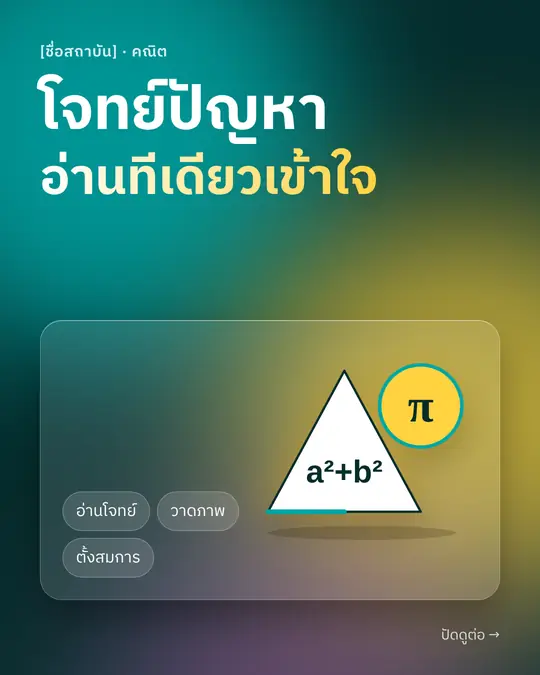 [ชื่อสถาบัน] · คณิต
โจทย์ปัญหา
อ่านทีเดียวเข้าใจ
π
a²+b²
อ่านโจทย์
วาดภาพ
ตั้งสมการ
ปัดดูต่อ →